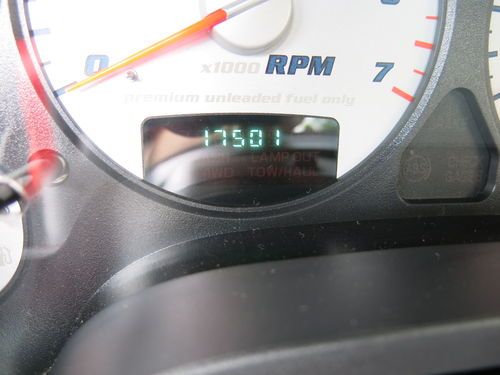 0 x1000 RPM 7
premium unleaded fuel only
17501
LAMP OUT
TOW/HAUL